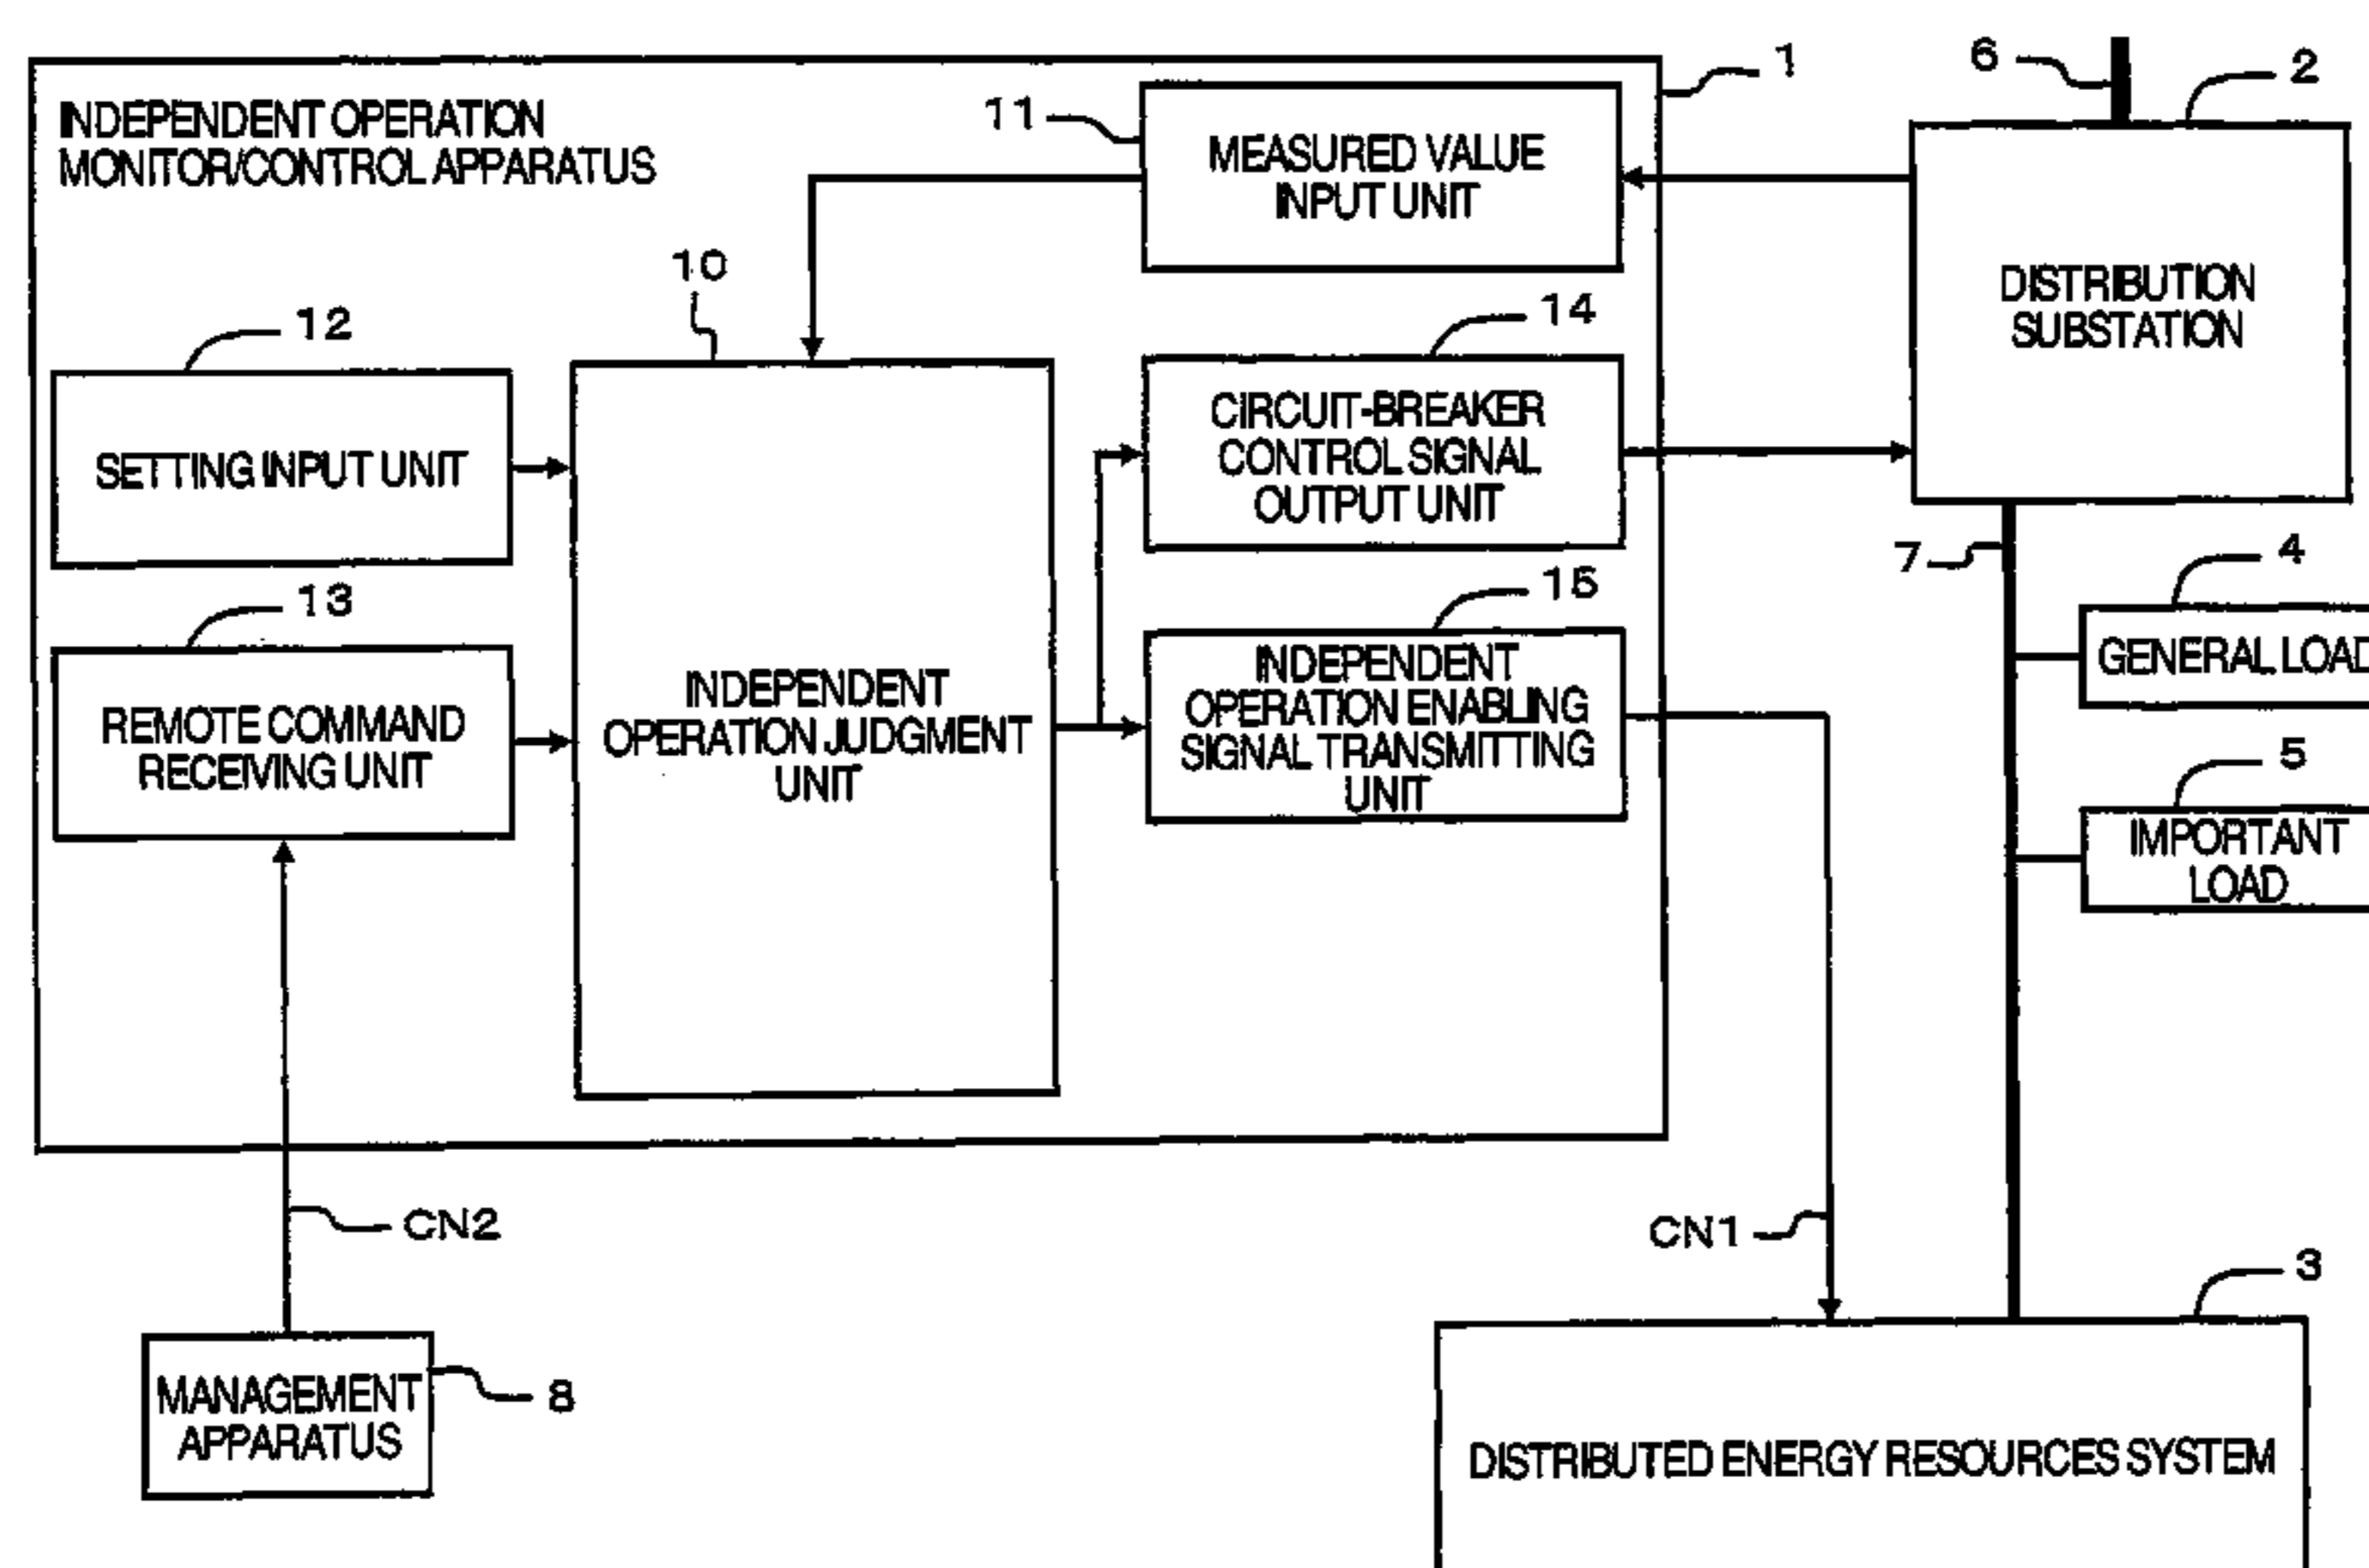 1
6
2
INDEPENDENT OPERATION
MONITOR/CONTROL APPARATUS
11
MEASURED VALUE
INPUT UNIT
10
12
14
DISTRIBUTION
SUBSTATION
SETTING INPUT UNIT
CIRCUIT-BREAKER
CONTROL SIGNAL
OUTPUT UNIT
7
4
13
15
GENERAL LOAD
REMOTE COMMAND
RECEIVING UNIT
INDEPENDENT
OPERATION JUDGMENT
UNIT
INDEPENDENT
OPERATION ENABLING
SIGNAL TRANSMITTING
UNIT
5
IMPORTANT
LOAD
CN2
CN1
3
MANAGEMENT
APPARATUS
8
DISTRIBUTED ENERGY RESOURCES SYSTEM